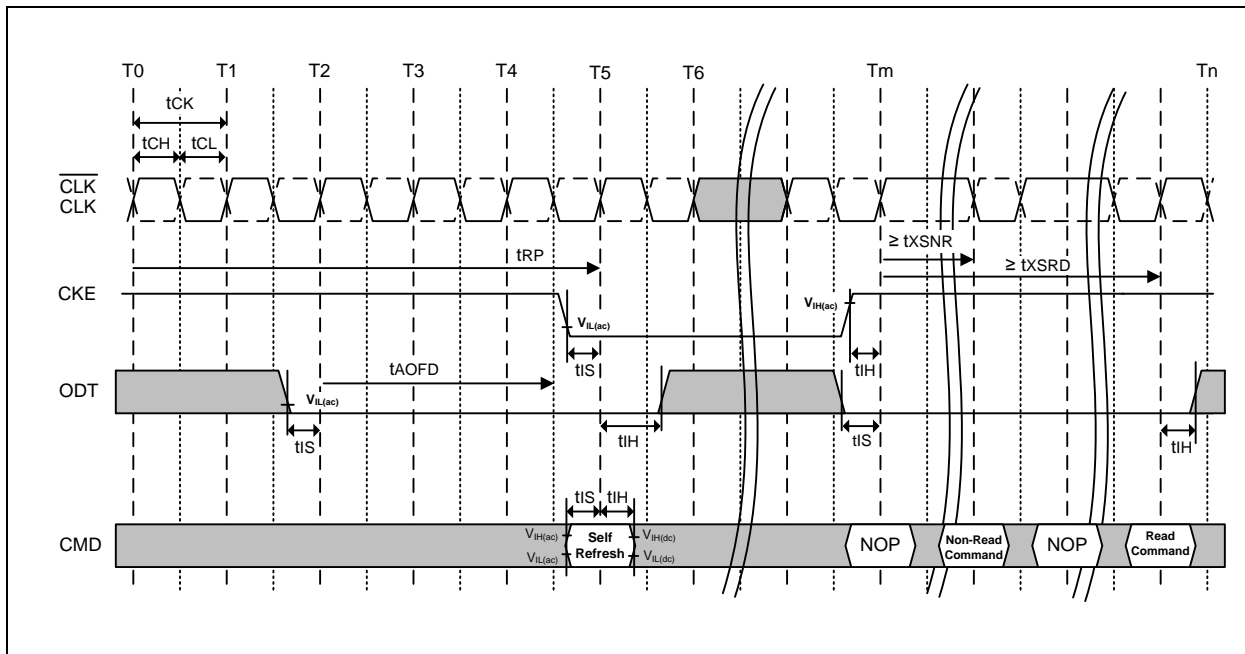 T0 T1 T2 T3 T4 T5 T6 Tm Tn
tCK
tCH tCL
CLK
CLK
≥ tXSNR
tRP
≥ tXSRD
CKE
VIH(ac)
VIL(ac)
tIS
tIH
tAOFD
ODT
VIL(ac)
tIS
tIH
tIS
tIH
tIS tIH
CMD
VIH(ac)
VIL(ac)
Self
Refresh
VIH(dc)
VIL(dc)
NOP
Non-Read
Command
NOP
Read
Command